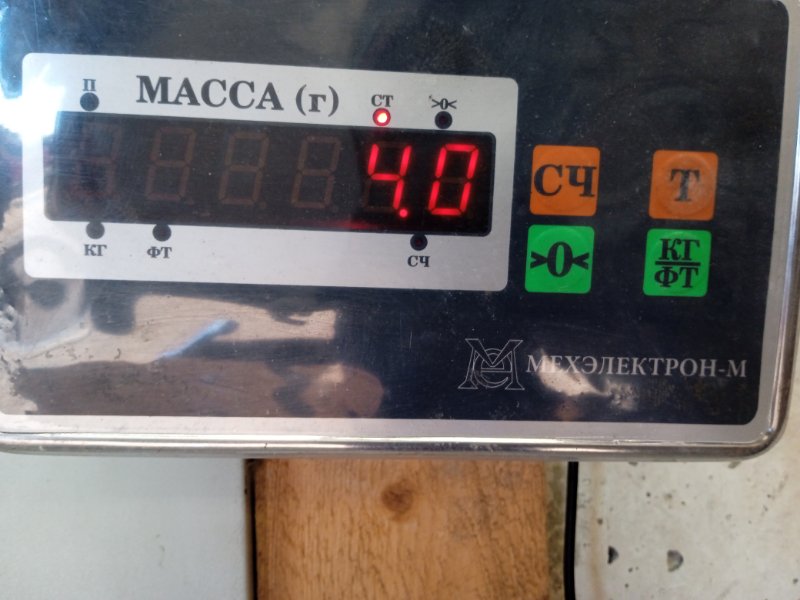 П МАССА (г) СТ >0<
4.0
КГ ФТ СЧ
СЧ Т
>0< КГ
ФТ
МЕХЭЛЕКТРОН-М